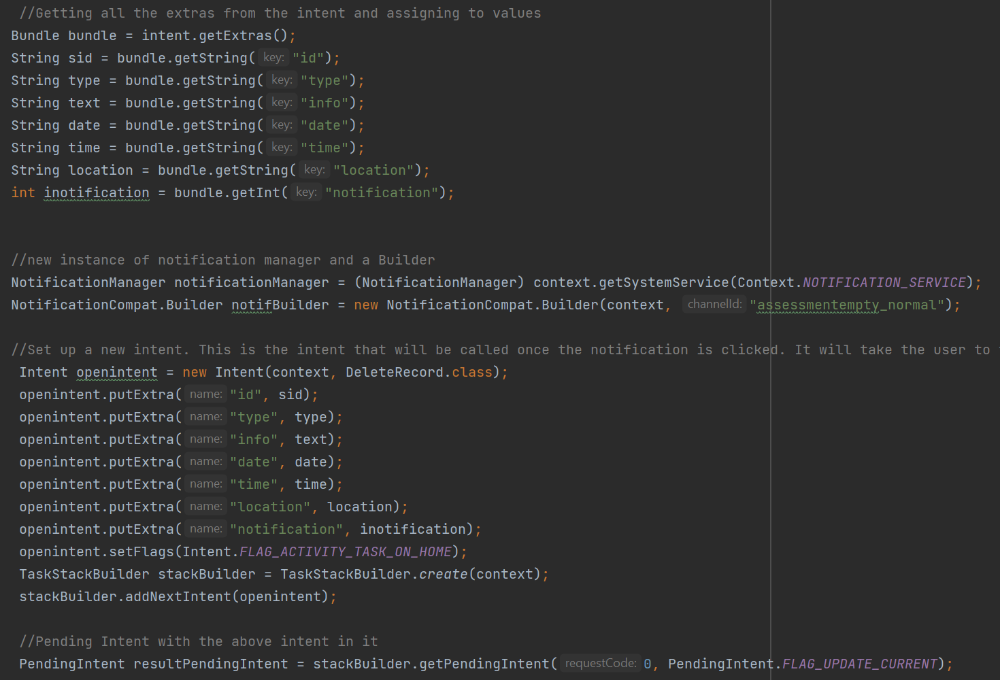 //Getting all the extras from the intent and assigning to values
Bundle bundle = intent.getExtras();
String sid = bundle.getString( key: "id");
String type = bundle.getString( key: "type");
String text = bundle.getString( key: "info");
String date = bundle.getString( key: "date");
String time = bundle.getString( key: "time");
String location = bundle.getString( key: "location");
int inotification = bundle.getInt( key: "notification");
//new instance of notification manager and a Builder
NotificationManager notificationManager = (NotificationManager) context.getSystemService(Context.NOTIFICATION_SERVICE);
NotificationCompat.Builder notifBuilder = new NotificationCompat.Builder(context, channelId: "assessmentempty_normal");
//Set up a new intent. This is the intent that will be called once the notification is clicked. It will take the user to
Intent openintent = new Intent(context, DeleteRecord.class);
openintent.putExtra( name: "id", sid);
openintent.putExtra( name: "type", type);
openintent.putExtra( name: "info", text);
openintent.putExtra( name: "date", date);
openintent.putExtra( name: "time", time);
openintent.putExtra( name: "location", location);
openintent.putExtra( name: "notification", inotification);
openintent.setFlags(Intent.FLAG_ACTIVITY_TASK_ON_HOME);
TaskStackBuilder stackBuilder = TaskStackBuilder.create(context);
stackBuilder.addNextIntent(openintent);
//Pending Intent with the above intent in it
PendingIntent resultPendingIntent = stackBuilder.getPendingIntent( requestCode: 0, PendingIntent.FLAG_UPDATE_CURRENT);